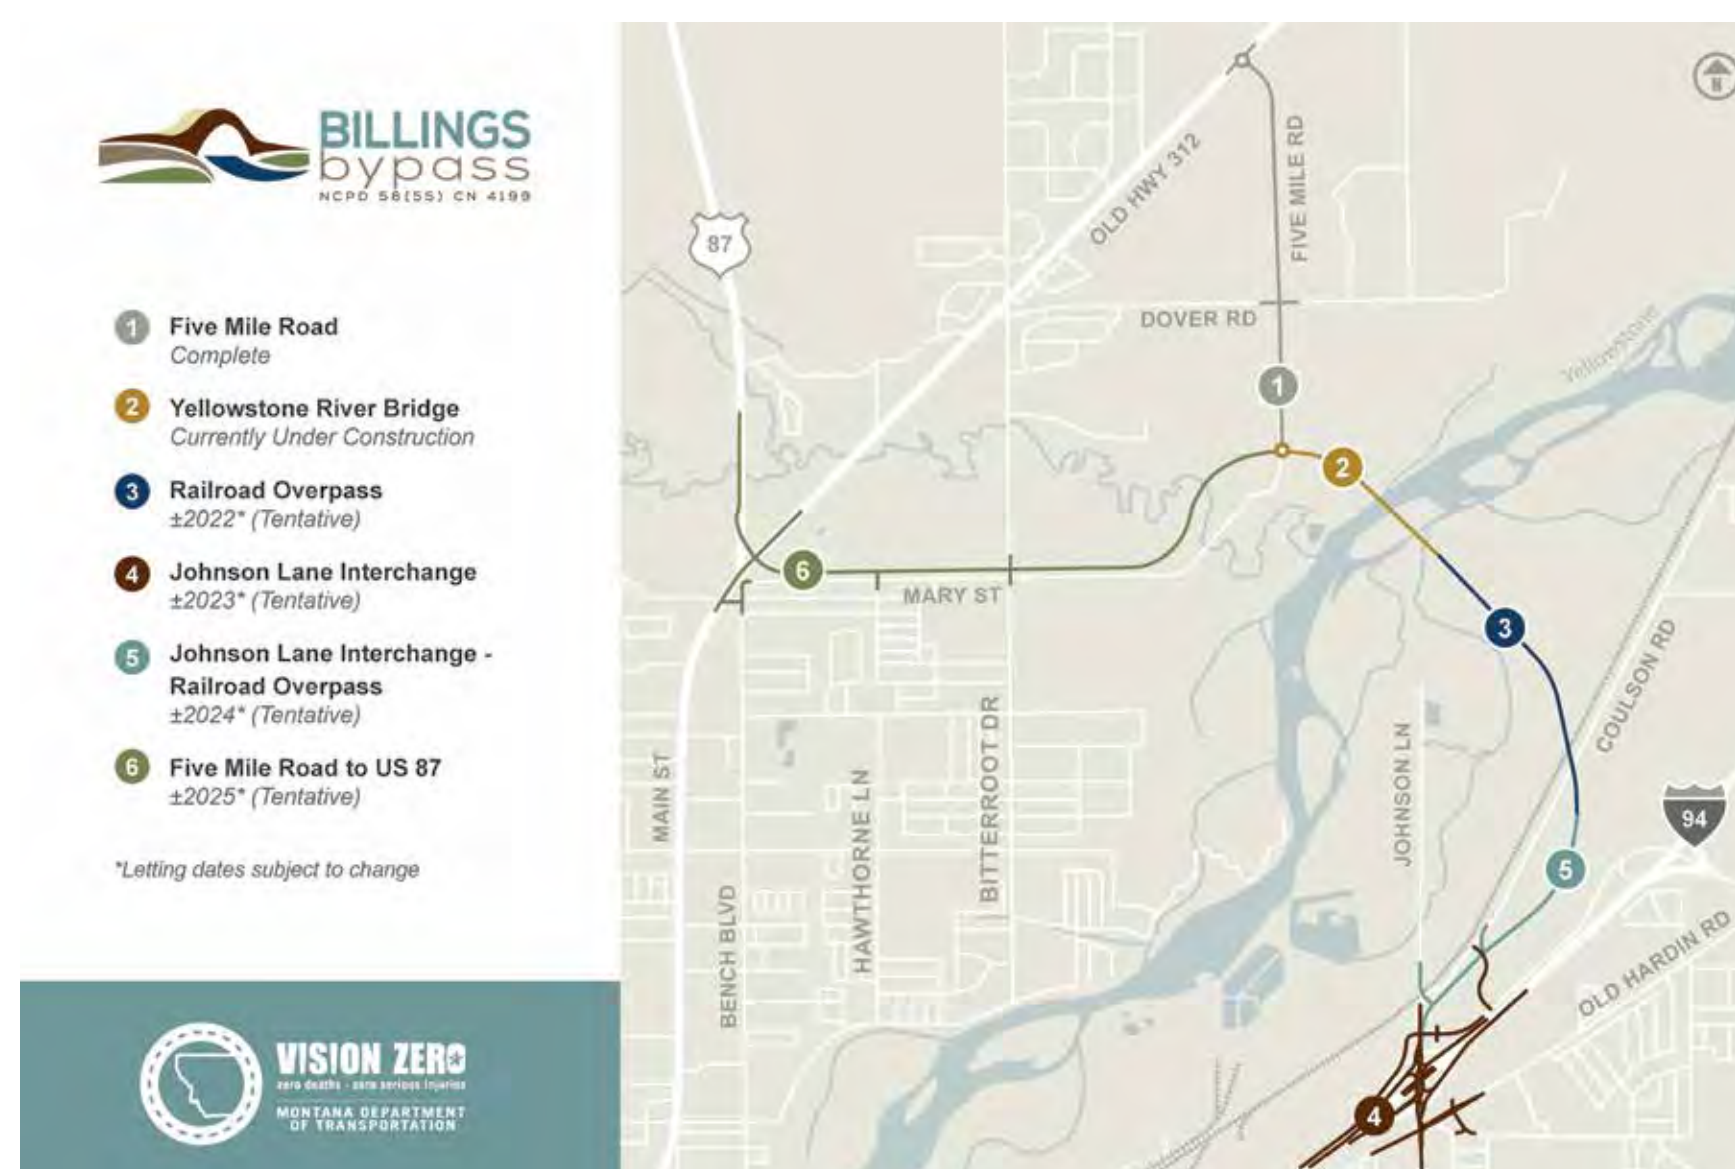 BILLINGS
bypass
NCPD 56(55) CN 4199
1 Five Mile Road
Complete
2 Yellowstone River Bridge
Currently Under Construction
3 Railroad Overpass
±2022* (Tentative)
4 Johnson Lane Interchange
±2023* (Tentative)
5 Johnson Lane Interchange -
Railroad Overpass
±2024* (Tentative)
6 Five Mile Road to US 87
±2025* (Tentative)
*Letting dates subject to change
VISION ZERO
zero deaths - zero serious injuries
MONTANA DEPARTMENT
OF TRANSPORTATION
N
87
OLD HWY 312
FIVE MILE RD
DOVER RD
Yellowstone
1
2
6
MARY ST
3
COULSON RD
MAIN ST
BENCH BLVD
HAWTHORNE LN
BITTERROOT DR
JOHNSON LN
94
5
OLD HARDIN RD
4